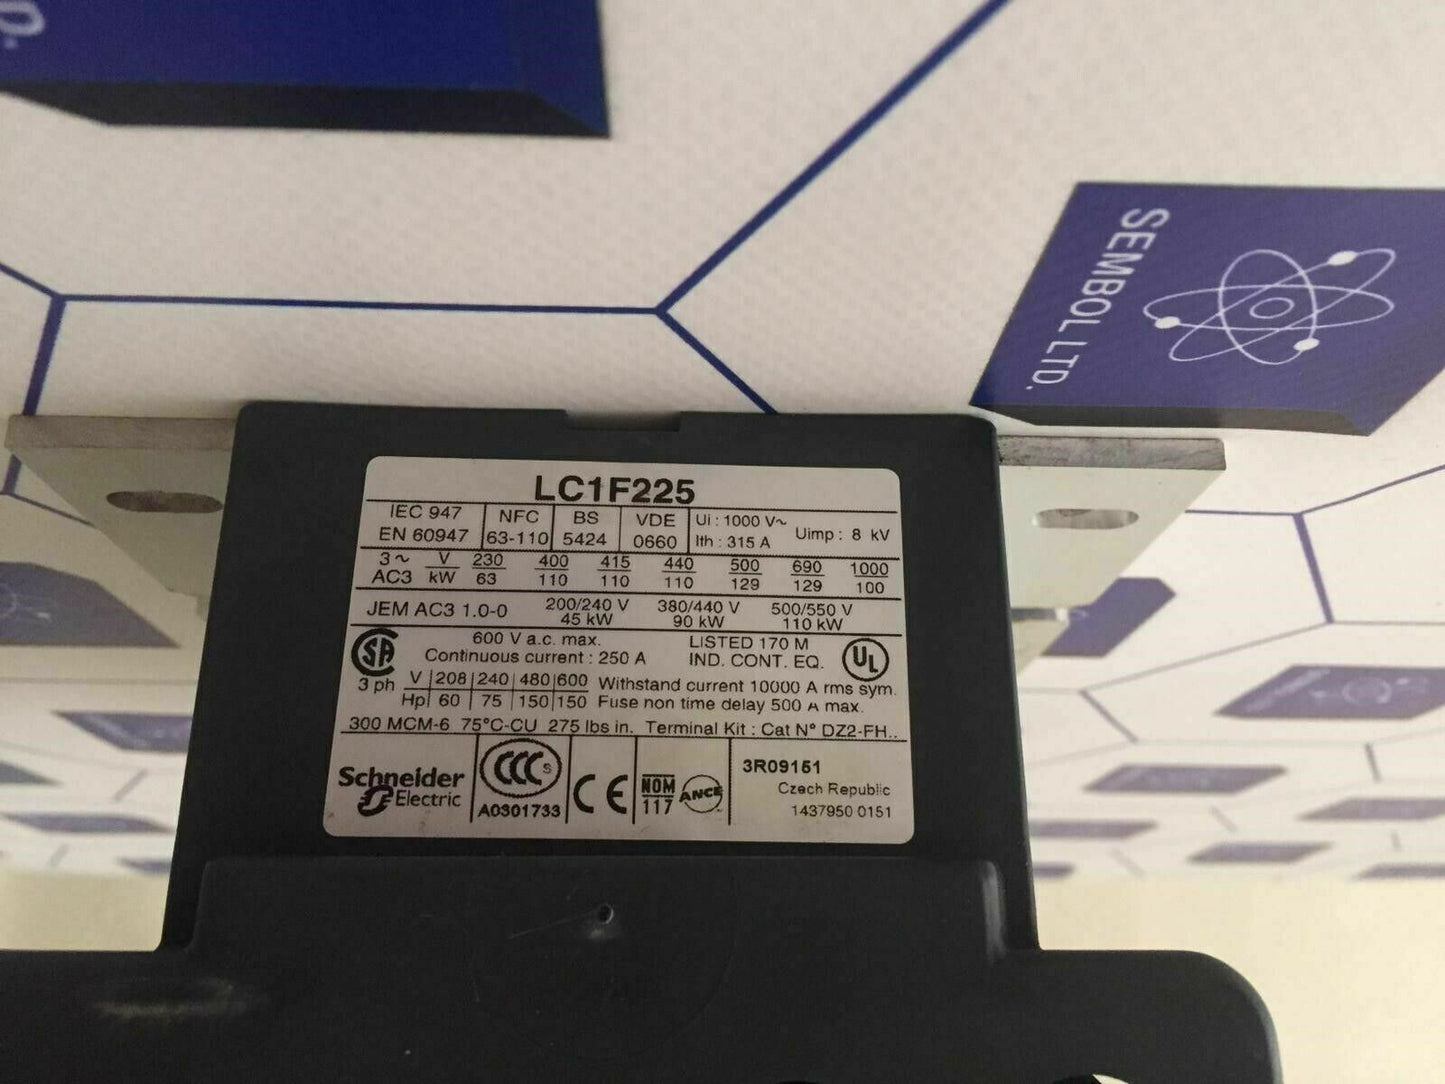 D.
SEMBOL LTD.
LC1F225
IEC 947
EN 60947
NFC
63-110
BS
5424
VDE
0660
Ui : 1000 V~
Ith : 315 A
Uimp : 8 kV
3 ~ V 230 400 415 440 500 690 1000
AC3 kW 63 110 110 110 129 129 100
JEM AC3 1.0-0
200/240 V 380/440 V 500/550 V
45 kW 90 kW 110 kW
600 V a.c. max.
Continuous current : 250 A
LISTED 170 M
IND. CONT. EQ.
SA
UL
3 ph V 208 240 480 600
Hp 60 75 150 150
Withstand current 10000 A rms sym.
Fuse non time delay 500 A max.
300 MCM-6 75°C-CU 275 lbs in. Terminal Kit : Cat N° DZ2-FH..
Schneider
Electric
CCC S
A0301733
CE
NOM
117
ANCE
3R09151
Czech Republic
1437950 0151